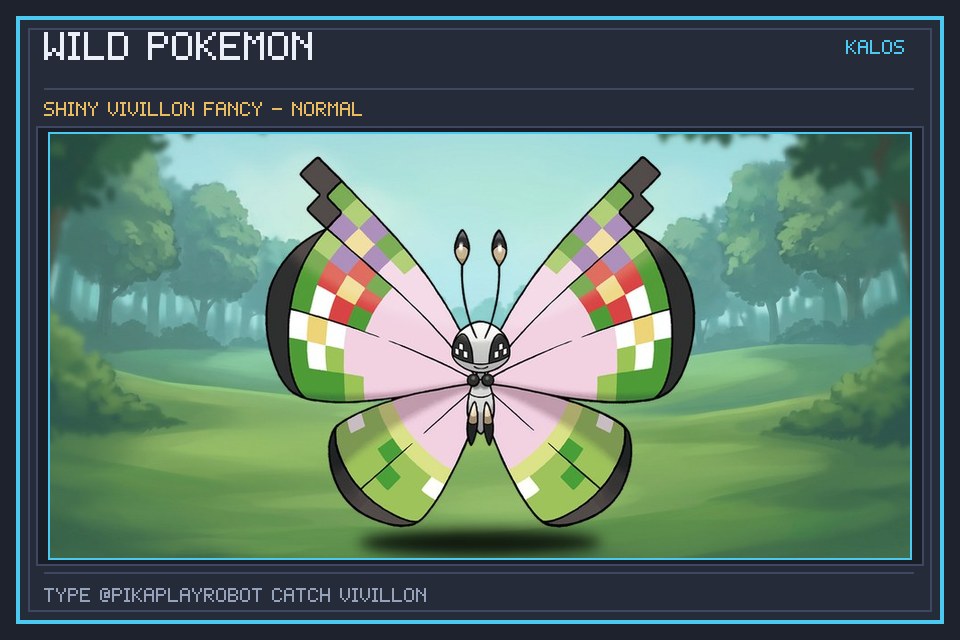 WILD POKEMON
KALOS
SHINY VIVILLON FANCY - NORMAL
TYPE @PIKAPLAYROBOT CATCH VIVILLON